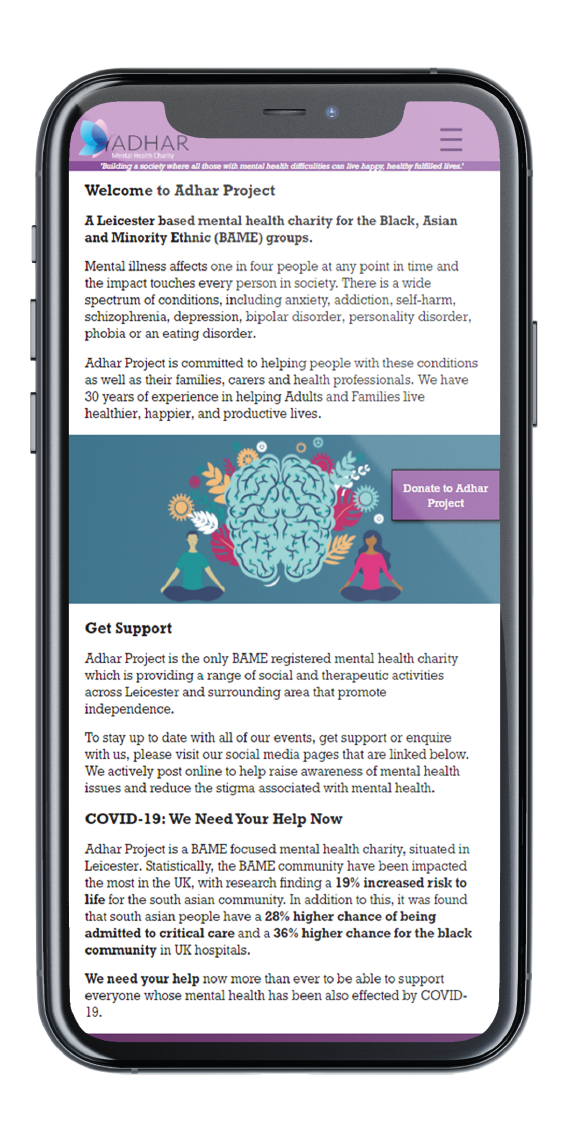 ADHAR
Mental Health Charity
"Building a society where all those with mental health difficulities can live happy, healthy fulfilled lives."
Welcome to Adhar Project
A Leicester based mental health charity for the Black, Asian
and Minority Ethnic (BAME) groups.
Mental illness affects one in four people at any point in time and
the impact touches every person in society. There is a wide
spectrum of conditions, including anxiety, addiction, self-harm,
schizophrenia, depression, bipolar disorder, personality disorder,
phobia or an eating disorder.
Adhar Project is committed to helping people with these conditions
as well as their families, carers and health professionals. We have
30 years of experience in helping Adults and Families live
healthier, happier, and productive lives.
Donate to Adhar
Project
Get Support
Adhar Project is the only BAME registered mental health charity
which is providing a range of social and therapeutic activities
across Leicester and surrounding area that promote
independence.
To stay up to date with all of our events, get support or enquire
with us, please visit our social media pages that are linked below.
We actively post online to help raise awareness of mental health
issues and reduce the stigma associated with mental health.
COVID-19: We Need Your Help Now
Adhar Project is a BAME focused mental health charity, situated in
Leicester. Statistically, the BAME community have been impacted
the most in the UK, with research finding a 19% increased risk to
life for the south asian community. In addition to this, it was found
that south asian people have a 28% higher chance of being
admitted to critical care and a 36% higher chance for the black
community in UK hospitals.
We need your help now more than ever to be able to support
everyone whose mental health has been also effected by COVID-
19.